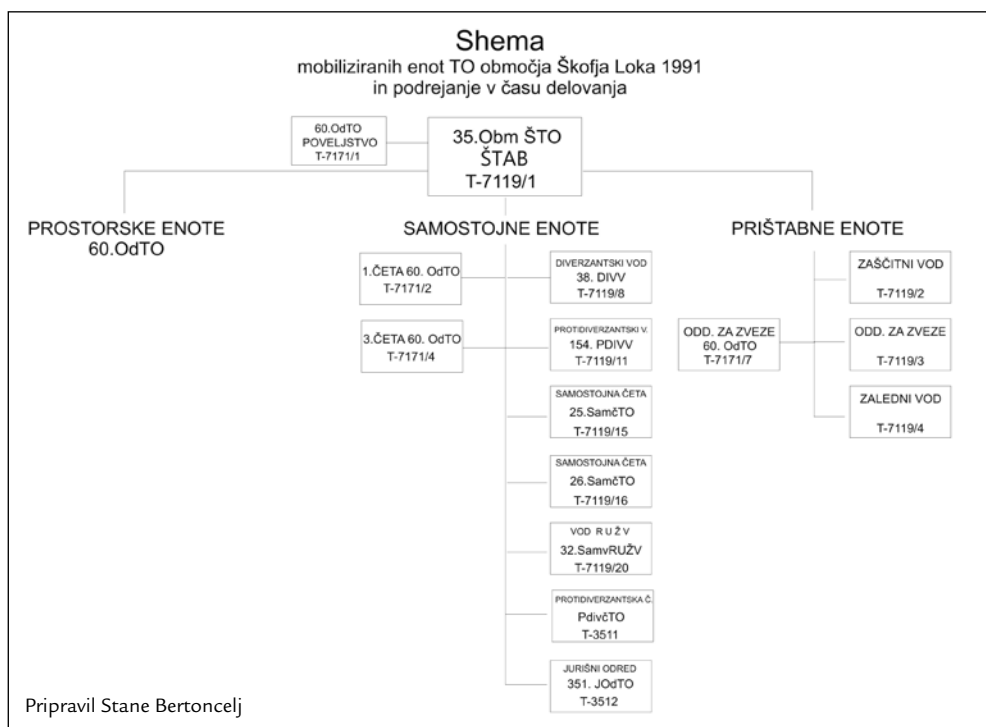 Shema
mobiliziranih enot TO območja Škofja Loka 1991
in podrejanje v času delovanja
60.OdTO
POVELJSTVO
T-7171/1
35.Obm ŠTO
ŠTAB
T-7119/1
PROSTORSKE ENOTE
60.OdTO
SAMOSTOJNE ENOTE
1.ČETA 60. OdTO
T-7171/2
3.ČETA 60. OdTO
T-7171/4
DIVERZANTSKI VOD
38. DIVV
T-7119/8
PROTIDIVERZANTSKI V.
154. PDIVV
T-7119/11
SAMOSTOJNA ČETA
25.SamčTO
T-7119/15
SAMOSTOJNA ČETA
26.SamčTO
T-7119/16
VOD R U Ž V
32.SamvRUŽV
T-7119/20
PROTIDIVERZANTSKA Č.
PdivčTO
T-3511
JURIŠNI ODRED
351. JOdTO
T-3512
PRIŠTABNE ENOTE
ODD. ZA ZVEZE
60. OdTO
T-7171/7
ZAŠČITNI VOD
T-7119/2
ODD. ZA ZVEZE
T-7119/3
ZALEDNI VOD
T-7119/4
Pripravil Stane Bertoncelj